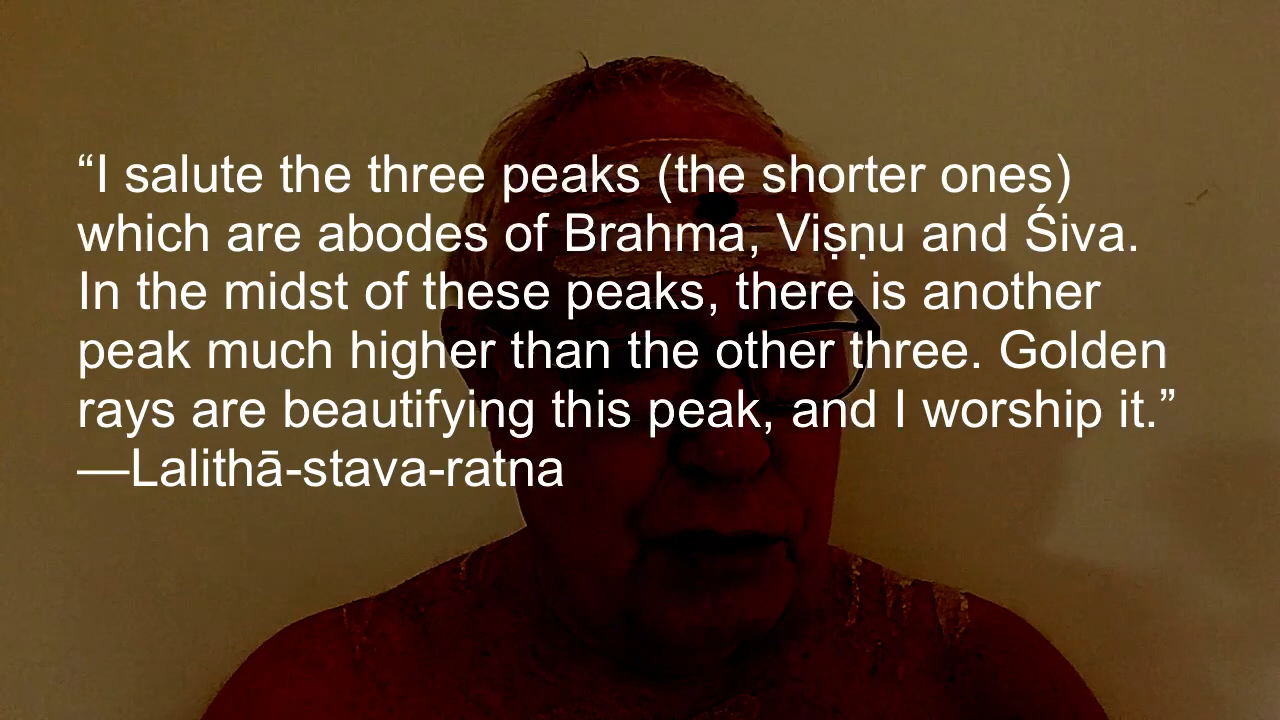 “I salute the three peaks (the shorter ones)
which are abodes of Brahma, Viṣṇu and Śiva.
In the midst of these peaks, there is another
peak much higher than the other three. Golden
rays are beautifying this peak, and I worship it.”
—Lalithā-stava-ratna